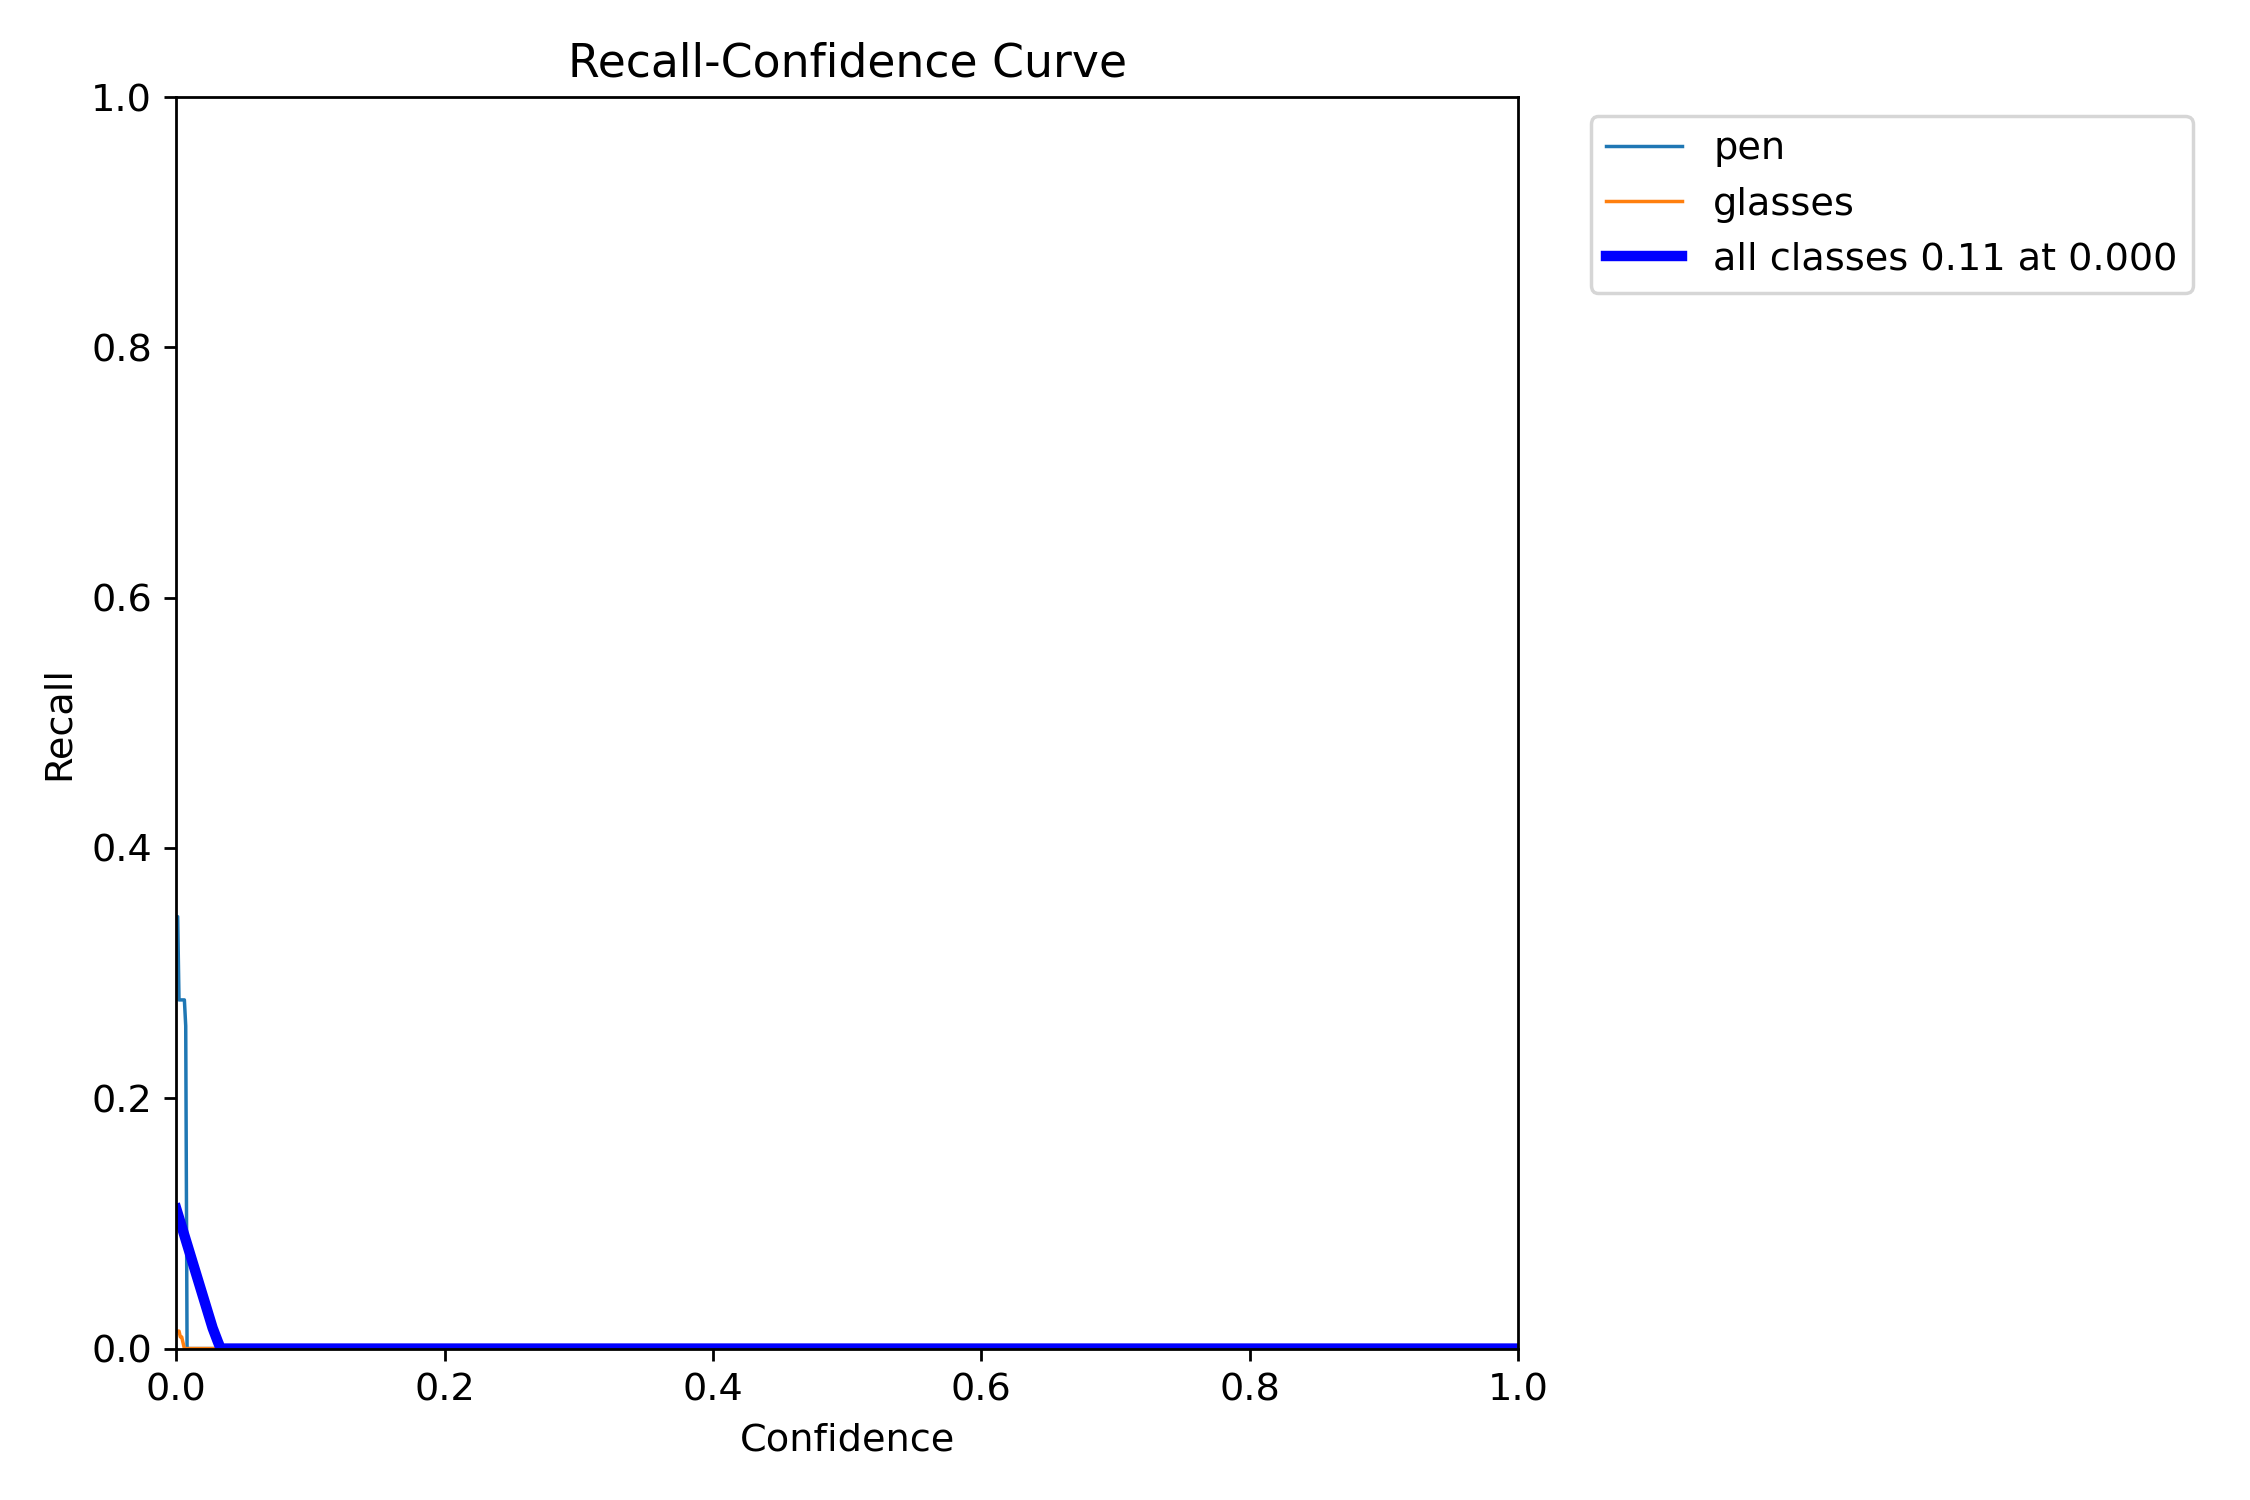 Recall-Confidence Curve
1.0
0.8
0.6
0.4
0.2
0.0
Recall
0.0 0.2 0.4 0.6 0.8 1.0
Confidence
pen
glasses
all classes 0.11 at 0.000